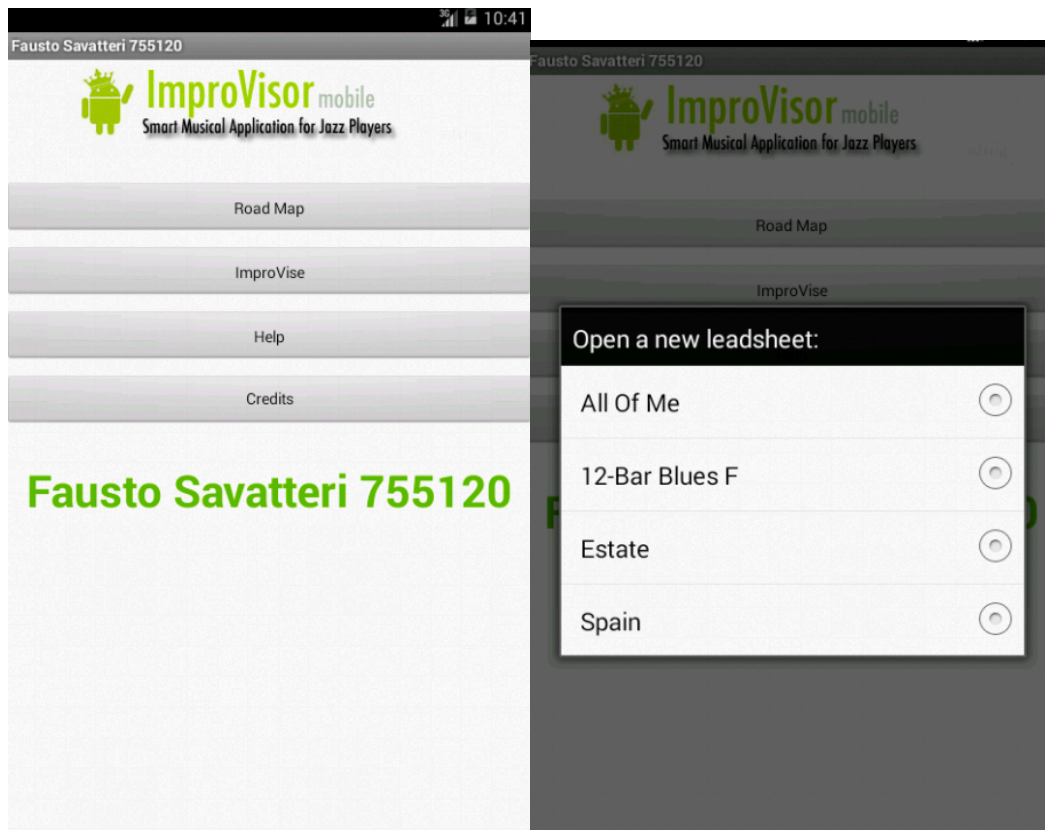 3G 10:41
Fausto Savatteri 755120
ImproVisor mobile
Smart Musical Application for Jazz Players
Road Map
ImproVise
Help
Credits
Fausto Savatteri 755120
Fausto Savatteri 755120
ImproVisor mobile
Smart Musical Application for Jazz Players
Road Map
ImproVise
Open a new leadsheet:
All Of Me
12-Bar Blues F
Estate
Spain